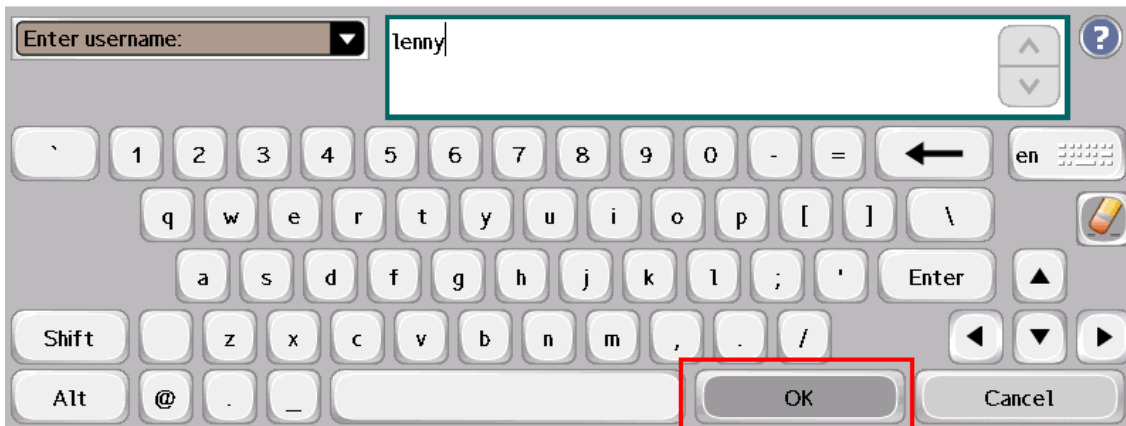 Enter username:
lenny
?
` 1 2 3 4 5 6 7 8 9 0 - = en
q w e r t y u i o p [ ] \
a s d f g h j k l ; ' Enter
Shift z x c v b n m , . /
Alt @ . _ OK Cancel